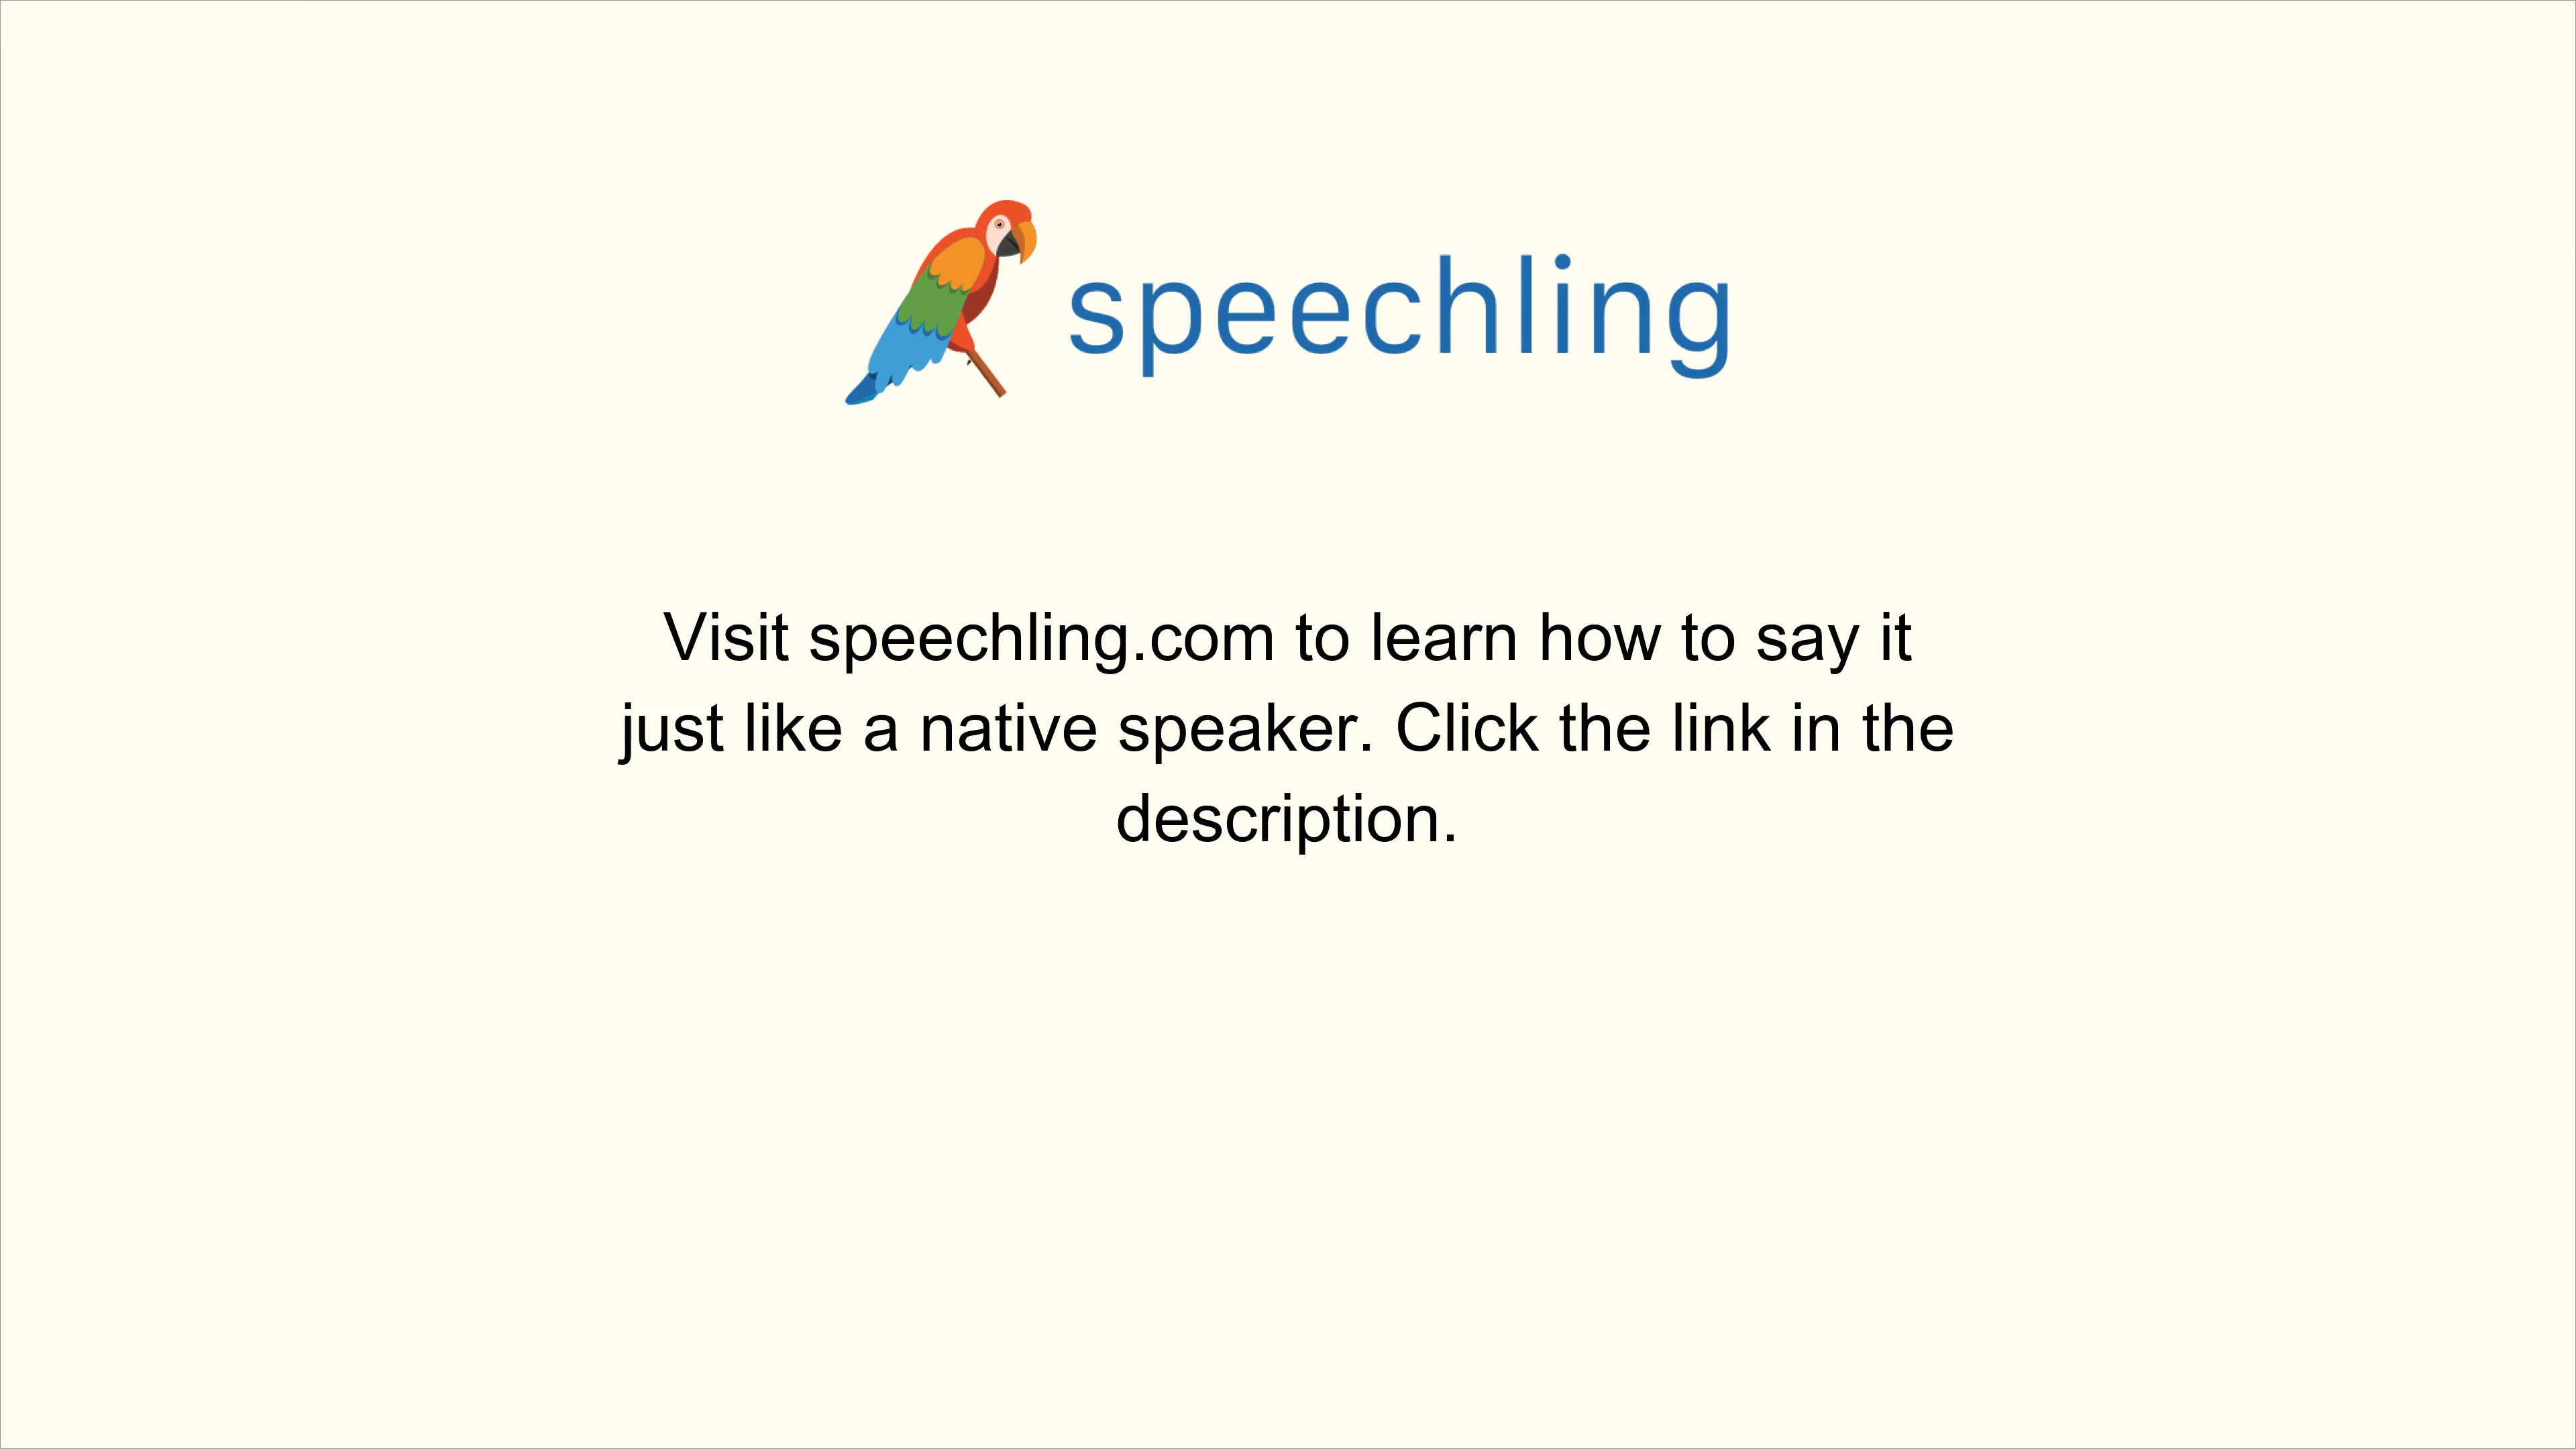 speechling
Visit speechling.com to learn how to say it
just like a native speaker. Click the link in the
description.